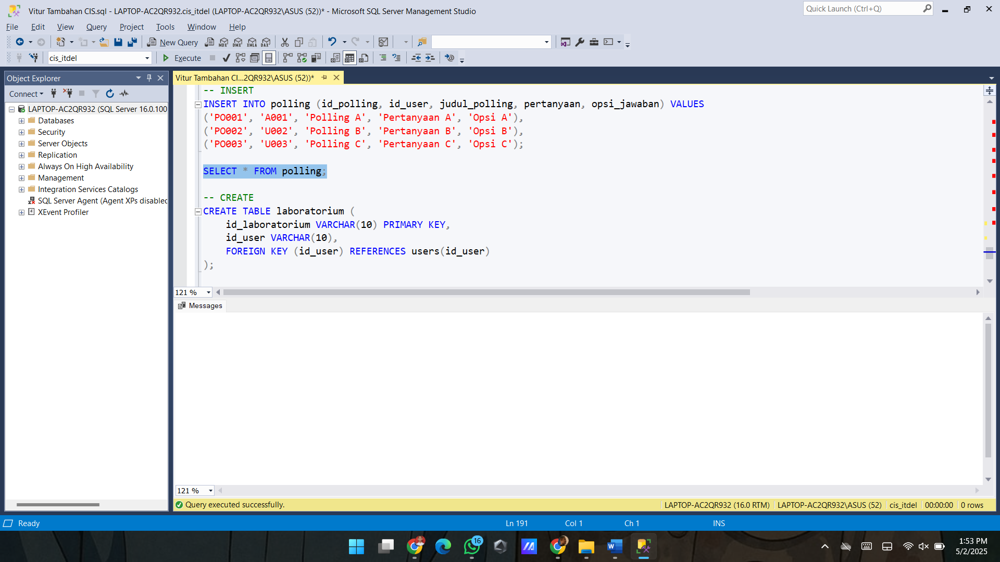 Vitur Tambahan CIS.sql - LAPTOP-AC2QR932.cis_itdel (LAPTOP-AC2QR932\ASUS (52))* - Microsoft SQL Server Management Studio
Quick Launch (Ctrl+Q)
File Edit View Query Project Tools Window Help
New Query MDX DMX XMLA DAX
cis_itdel Execute
Object Explorer
Connect
LAPTOP-AC2QR932 (SQL Server 16.0.100
Databases
Security
Server Objects
Replication
Always On High Availability
Management
Integration Services Catalogs
SQL Server Agent (Agent XPs disabled
XEvent Profiler
Vitur Tambahan CI...2QR932\ASUS (52))*
-- INSERT
INSERT INTO polling (id_polling, id_user, judul_polling, pertanyaan, opsi_jawaban) VALUES
('PO001', 'A001', 'Polling A', 'Pertanyaan A', 'Opsi A'),
('PO002', 'U002', 'Polling B', 'Pertanyaan B', 'Opsi B'),
('PO003', 'U003', 'Polling C', 'Pertanyaan C', 'Opsi C');
SELECT * FROM polling;
-- CREATE
CREATE TABLE laboratorium (
id_laboratorium VARCHAR(10) PRIMARY KEY,
id_user VARCHAR(10),
FOREIGN KEY (id_user) REFERENCES users(id_user)
);
121 %
Messages
121 %
Query executed successfully. LAPTOP-AC2QR932 (16.0 RTM) LAPTOP-AC2QR932\ASUS (52) cis_itdel 00:00:00 0 rows
Ready Ln 191 Col 1 Ch 1 INS
16
1:53 PM
5/2/2025